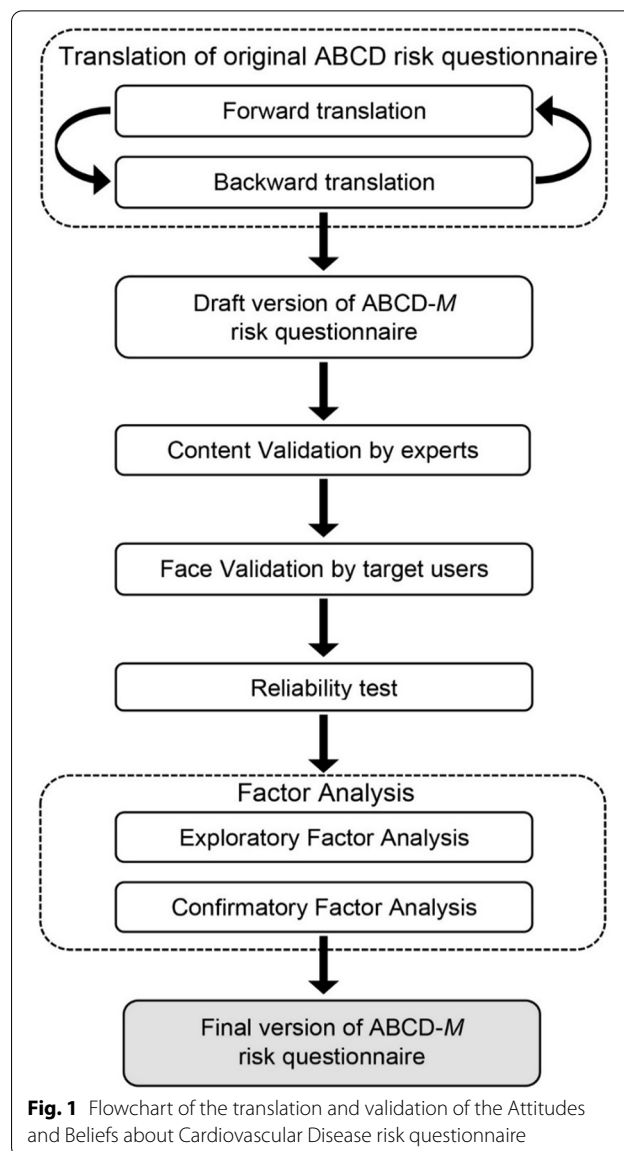 Translation of original ABCD risk questionnaire
Forward translation
Backward translation
Draft version of ABCD-M
risk questionnaire
Content Validation by experts
Face Validation by target users
Reliability test
Factor Analysis
Exploratory Factor Analysis
Confirmatory Factor Analysis
Final version of ABCD-M
risk questionnaire
Fig. 1 Flowchart of the translation and validation of the Attitudes
and Beliefs about Cardiovascular Disease risk questionnaire